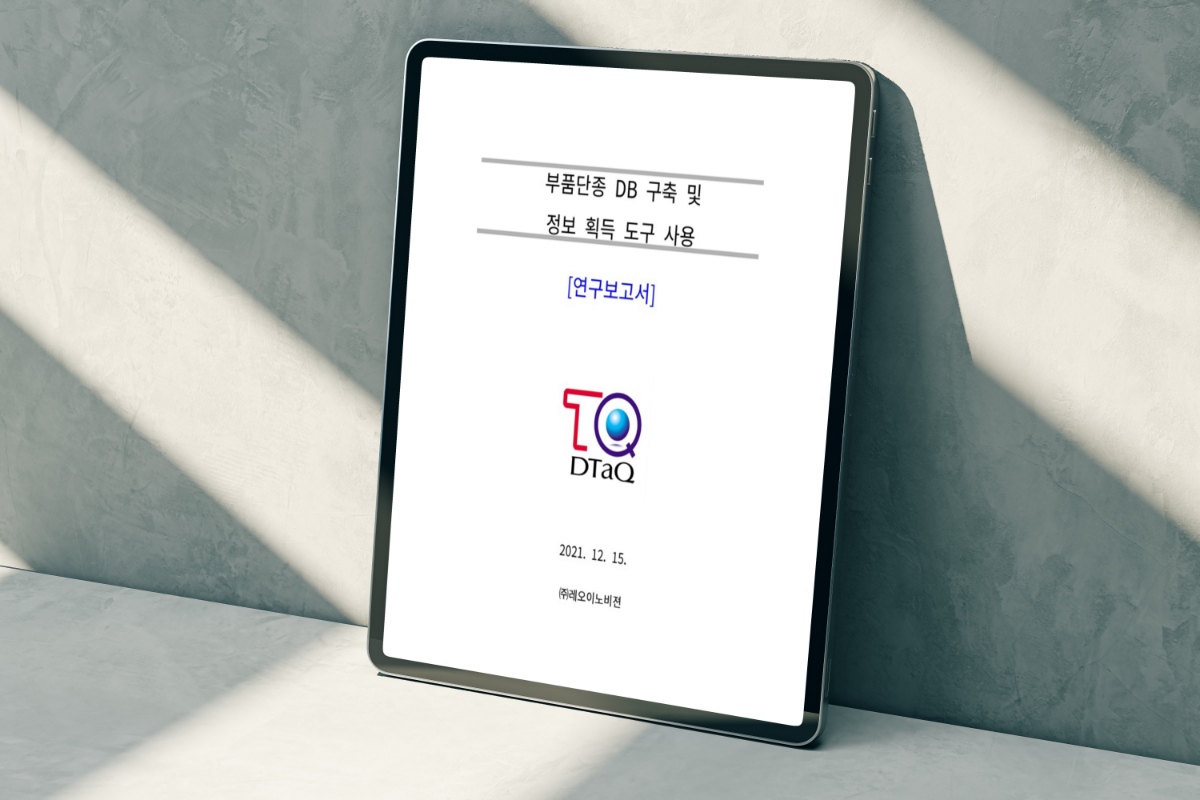 부품단종 DB 구축 및
정보 획득 도구 사용
[연구보고서]
TQ
DTaQ
2021. 12. 15.
㈜레오이노비젼